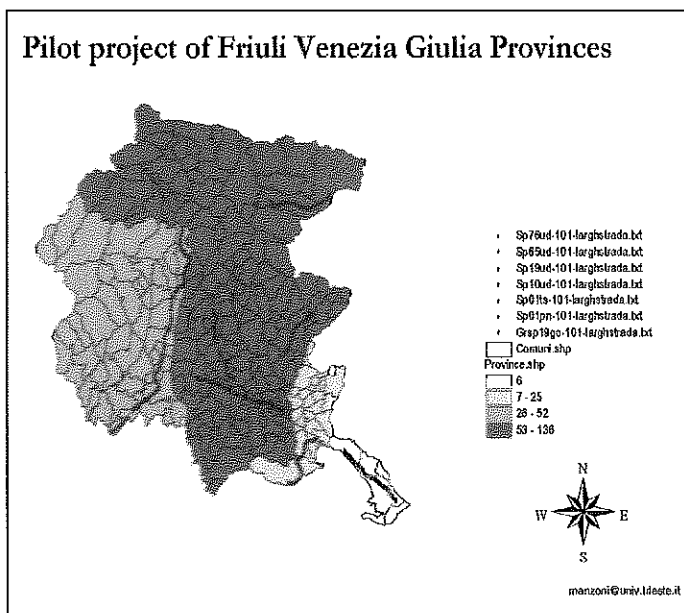 Pilot project of Friuli Venezia Giulia Provinces
Sp76ud-101-larghstrada.txt
Sp65ud-101-larghstrada.txt
Sp19ud-101-larghstrada.txt
Sp10ud-101-larghstrada.txt
Sp01ts-101-larghstrada.txt
Sp61pn-101-larghstrada.txt
Grsp19go-101-larghstrada.txt
Comuni.shp
Province.shp
6
7 - 25
26 - 52
53 - 136
N
W E
S
manzoni@univ.trieste.it